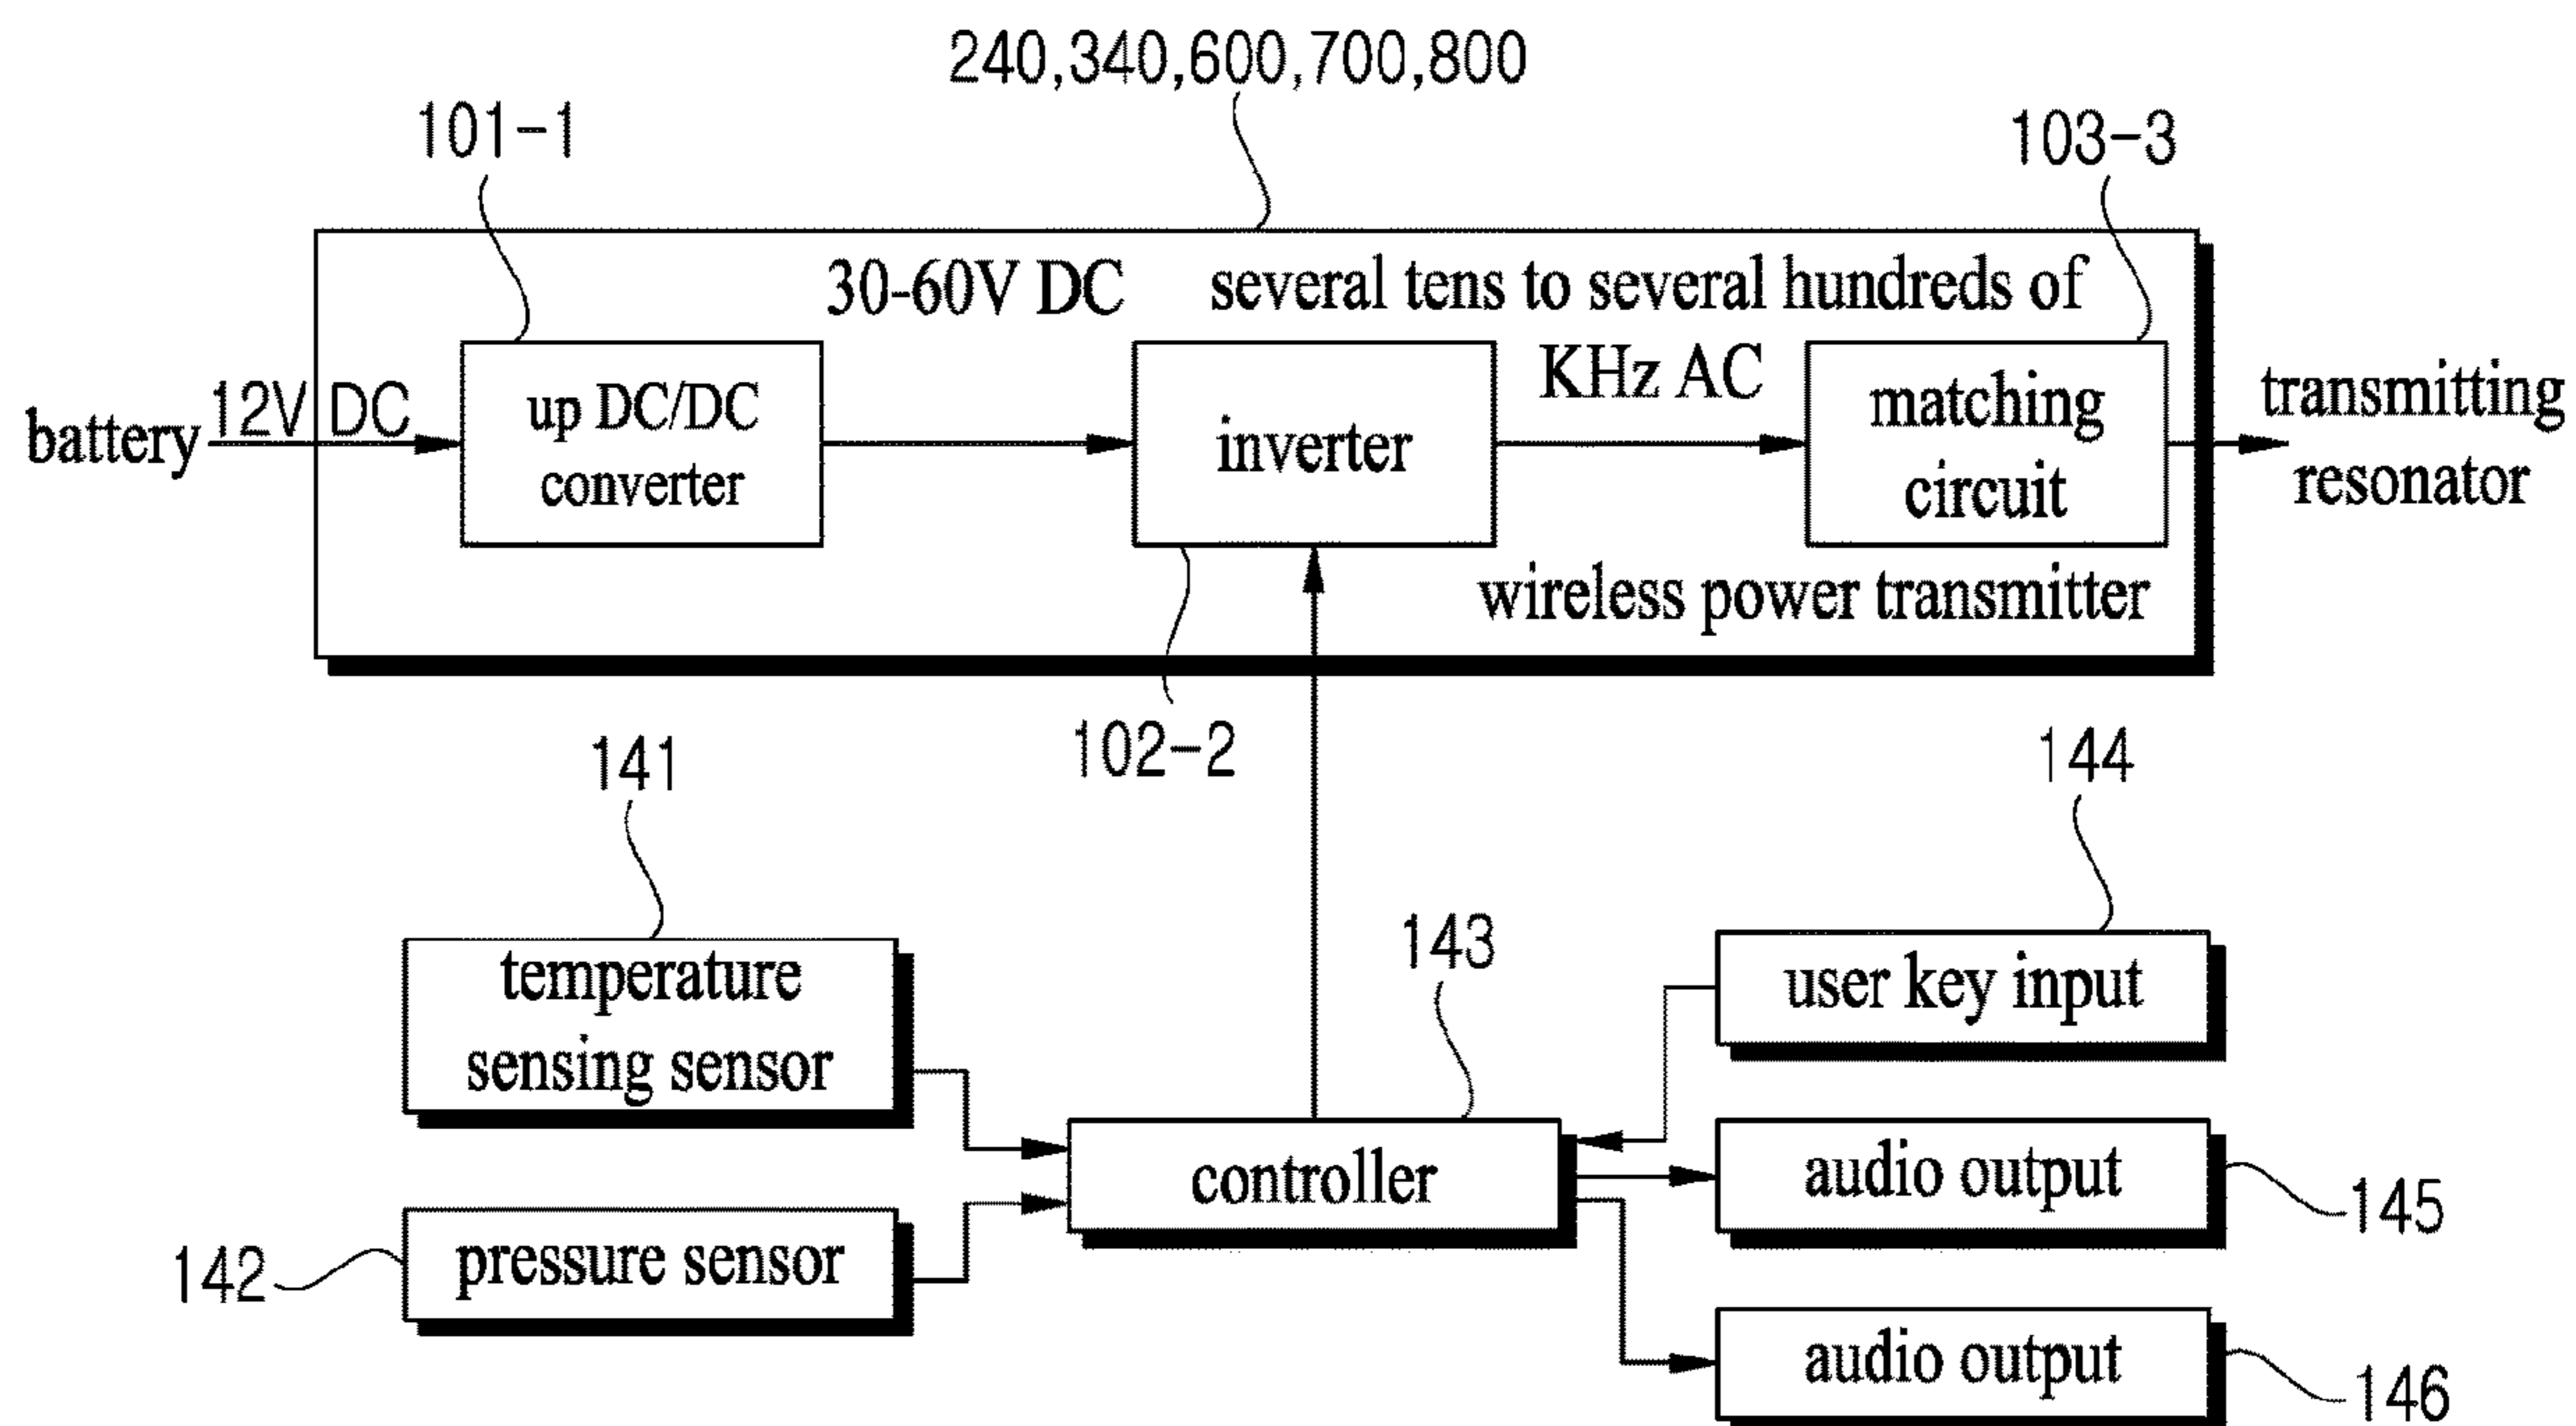 240,340,600,700,800
101-1
103-3
30-60V DC
several tens to several hundreds of
KHz AC
battery
12V DC
up DC/DC
converter
inverter
matching
circuit
transmitting
resonator
wireless power transmitter
102-2
141
144
temperature
sensing sensor
143
user key input
controller
audio output
145
142
pressure sensor
audio output
146